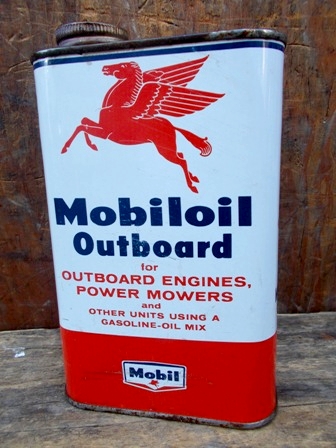 Mobiloil
Outboard
for
OUTBOARD ENGINES,
POWER MOWERS
and
OTHER UNITS USING A
GASOLINE-OIL MIX
Mobil